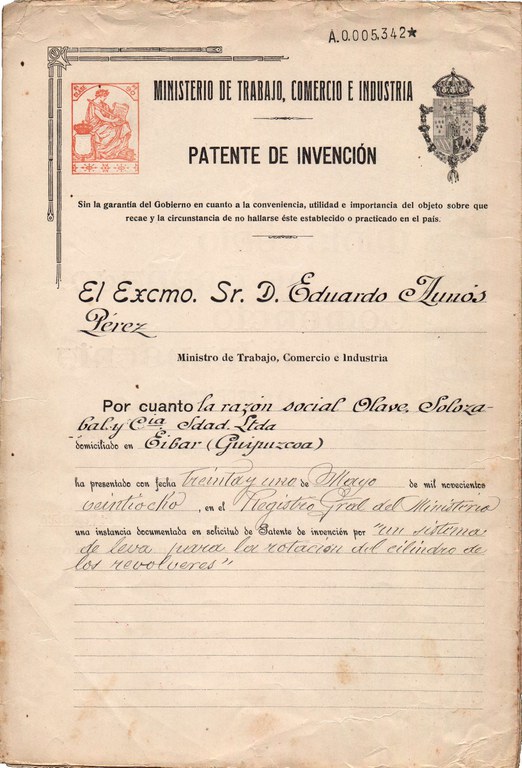 A.0.005.342*
MINISTERIO DE TRABAJO, COMERCIO E INDUSTRIA
PATENTE DE INVENCIÓN
Sin la garantía del Gobierno en cuanto a la conveniencia, utilidad e importancia del objeto sobre que
recae y la circunstancia de no hallarse éste establecido o practicado en el país.
El Excmo. Sr. D. Eduardo Aunós
Pérez
Ministro de Trabajo, Comercio e Industria
Por cuanto la razón social Olave, Soloza-
bal y Cía Sdad. Ltda
domiciliado en Eibar (Guipuzcoa)
ha presentado con fecha treinta y uno de Mayo de mil novecientos
veintiocho, en el Registro Gral del Ministerio
una instancia documentada en solicitud de Patente de invención por "un sistema
de leva para la rotación del cilindro de
los revolveres"